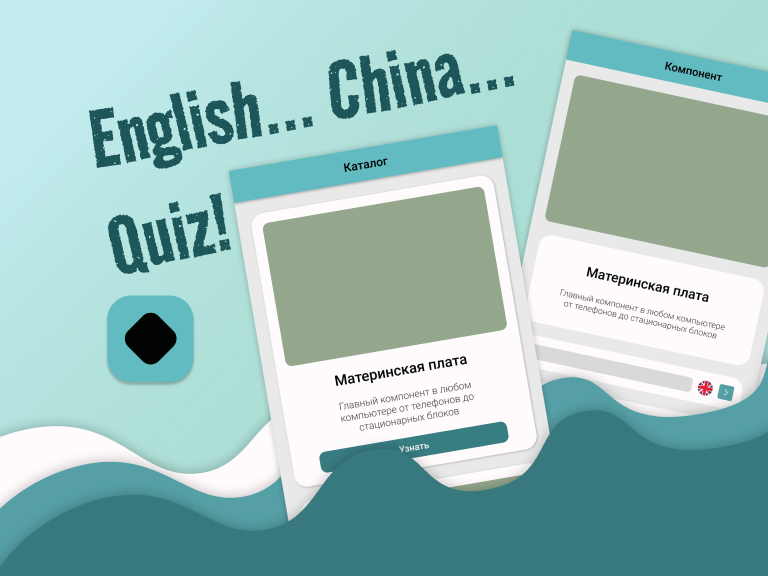 English... China...
Quiz!
Каталог
Материнская плата
Главный компонент в любом
компьютере от телефонов до
стационарных блоков
Узнать
Компонент
Материнская плата
Главный компонент в любом компьютере
от телефонов до стационарных блоков